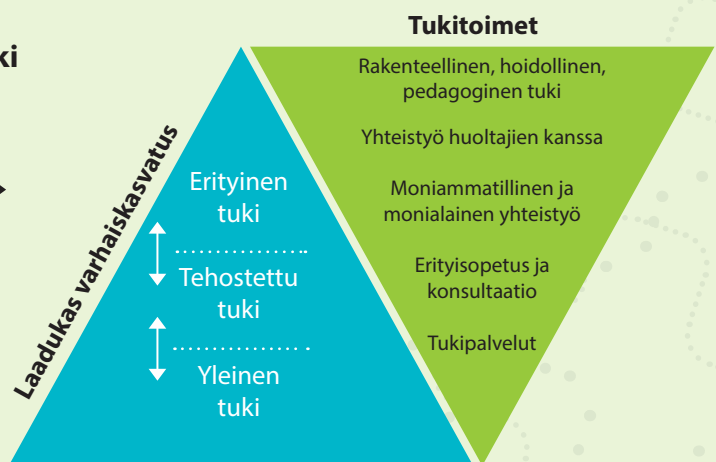 ki
Laadukas varhaiskasvatus
Erityinen
tuki
Tehostettu
tuki
Yleinen
tuki
Tukitoimet
Rakenteellinen, hoidollinen,
pedagoginen tuki
Yhteistyö huoltajien kanssa
Moniammatillinen ja
monialainen yhteistyö
Erityisopetus ja
konsultaatio
Tukipalvelut